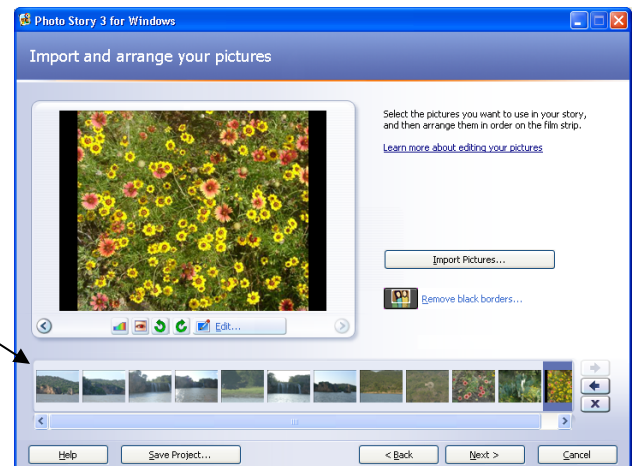 Photo Story 3 for Windows
Import and arrange your pictures
Select the pictures you want to use in your story,
and then arrange them in order on the film strip.
Learn more about editing your pictures
Import Pictures...
Remove black borders...
Edit...
Help
Save Project...
< Back
Next >
Cancel